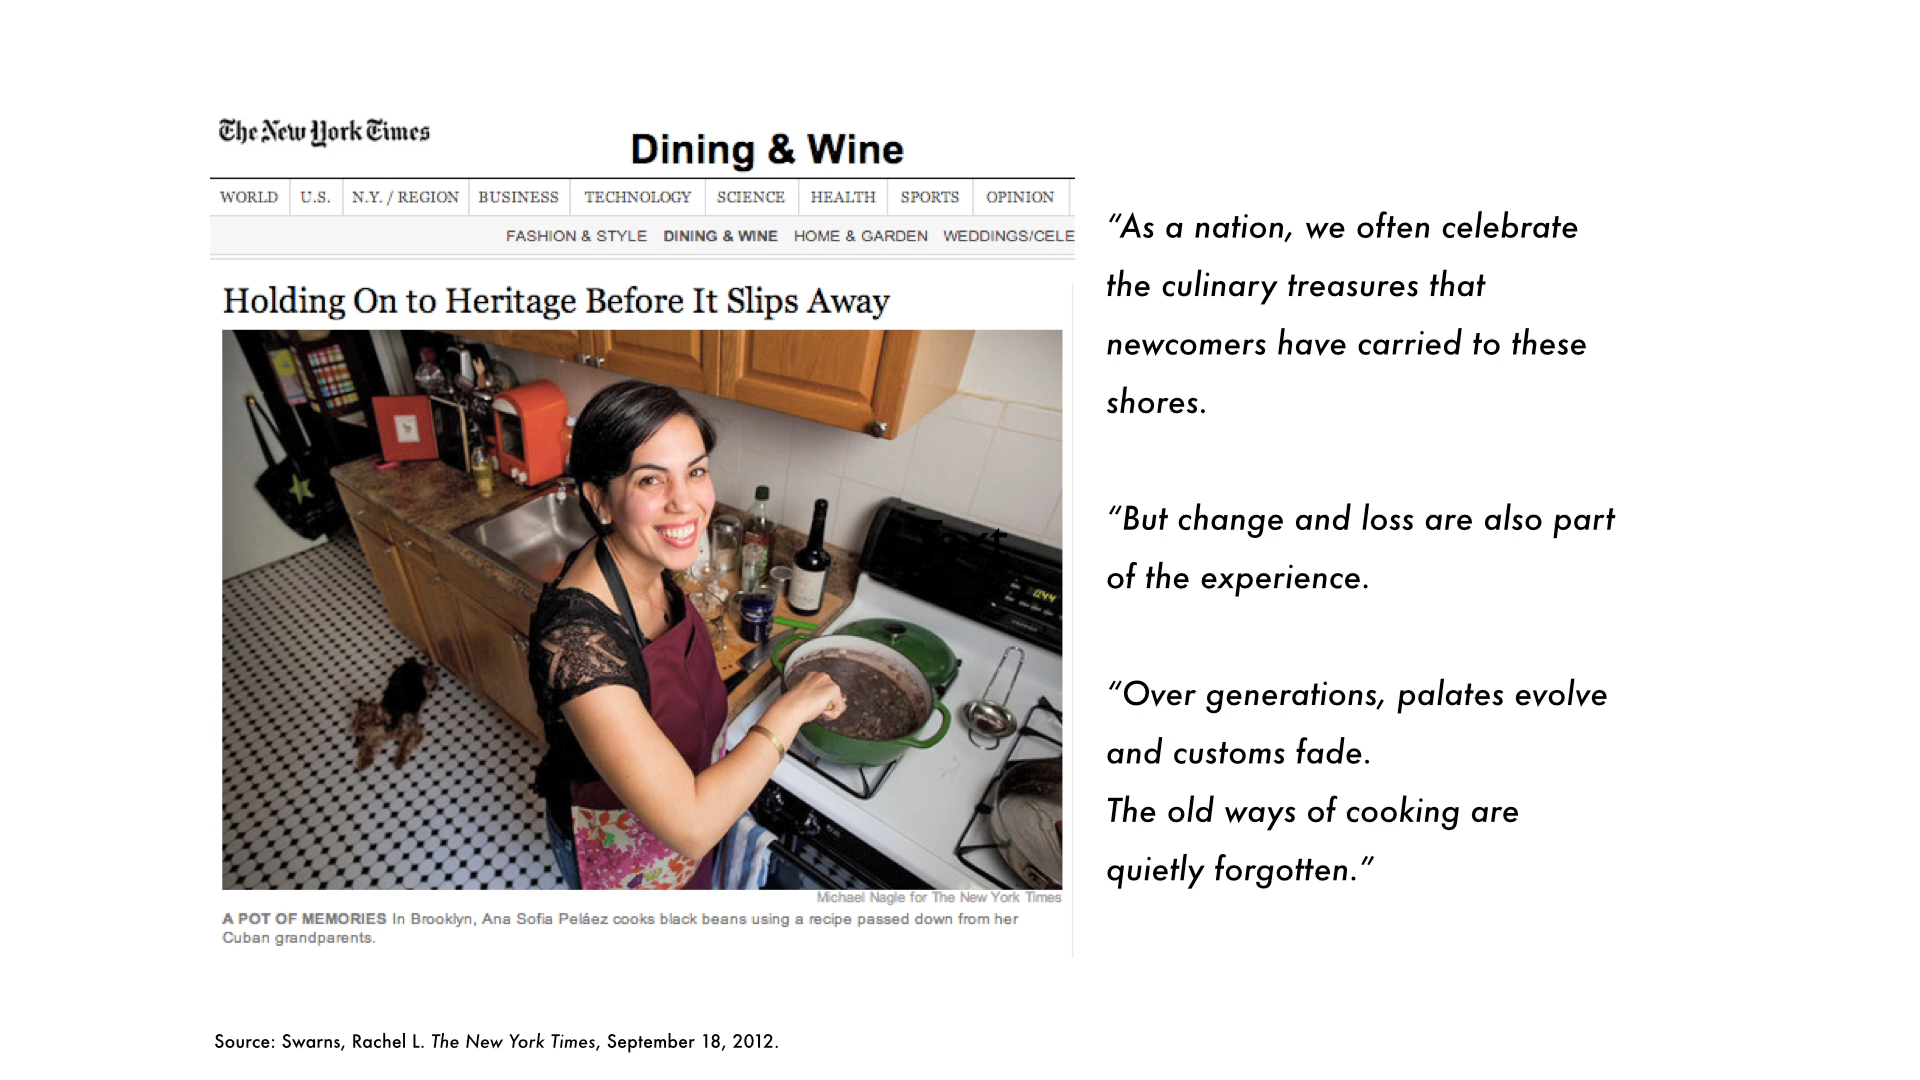 The New York Times
Dining & Wine
WORLD U.S. N.Y. / REGION BUSINESS TECHNOLOGY SCIENCE HEALTH SPORTS OPINION
FASHION & STYLE DINING & WINE HOME & GARDEN WEDDINGS/CELE
Holding On to Heritage Before It Slips Away
Michael Nagle for The New York Times
A POT OF MEMORIES In Brooklyn, Ana Sofia Peláez cooks black beans using a recipe passed down from her
Cuban grandparents.
“As a nation, we often celebrate
the culinary treasures that
newcomers have carried to these
shores.
“But change and loss are also part
of the experience.
“Over generations, palates evolve
and customs fade.
The old ways of cooking are
quietly forgotten.”
Source: Swarns, Rachel L. The New York Times, September 18, 2012.